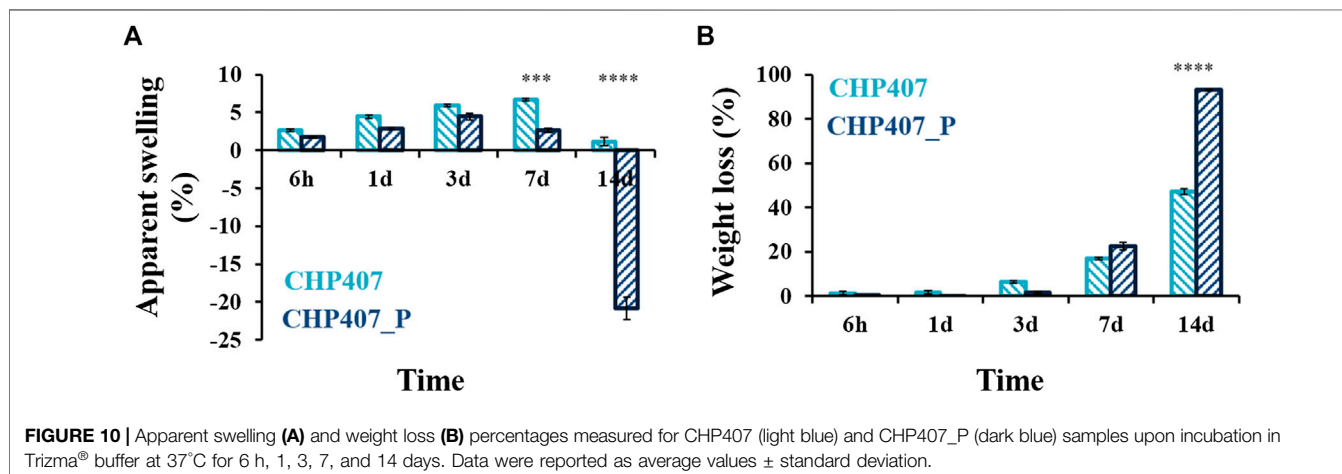 A
B
Apparent swelling
(%)
10
5
0
-5
-10
-15
-20
-25
6h 1d 3d 7d 14d
*** ****
CHP407
CHP407_P
Time
Weight loss (%)
100
80
60
40
20
0
6h 1d 3d 7d 14d
****
CHP407
CHP407_P
Time
FIGURE 10 | Apparent swelling (A) and weight loss (B) percentages measured for CHP407 (light blue) and CHP407_P (dark blue) samples upon incubation in
Trizma® buffer at 37°C for 6 h, 1, 3, 7, and 14 days. Data were reported as average values ± standard deviation.